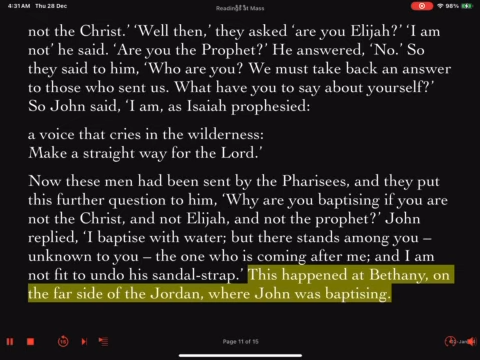 4:31 AM Thu 28 Dec
98%
not the Christ.’ ‘Well then,’ they asked ‘are you Elijah?’ ‘I am
not’ he said. ‘Are you the Prophet?’ He answered, ‘No.’ So
they said to him, ‘Who are you? We must take back an answer
to those who sent us. What have you to say about yourself?’
So John said, ‘I am, as Isaiah prophesied:
a voice that cries in the wilderness:
Make a straight way for the Lord.’
Now these men had been sent by the Pharisees, and they put
this further question to him, ‘Why are you baptising if you are
not the Christ, and not Elijah, and not the prophet?’ John
replied, ‘I baptise with water; but there stands among you –
unknown to you – the one who is coming after me; and I am
not fit to undo his sandal-strap.’ This happened at Bethany, on
the far side of the Jordan, where John was baptising.
Page 11 of 15